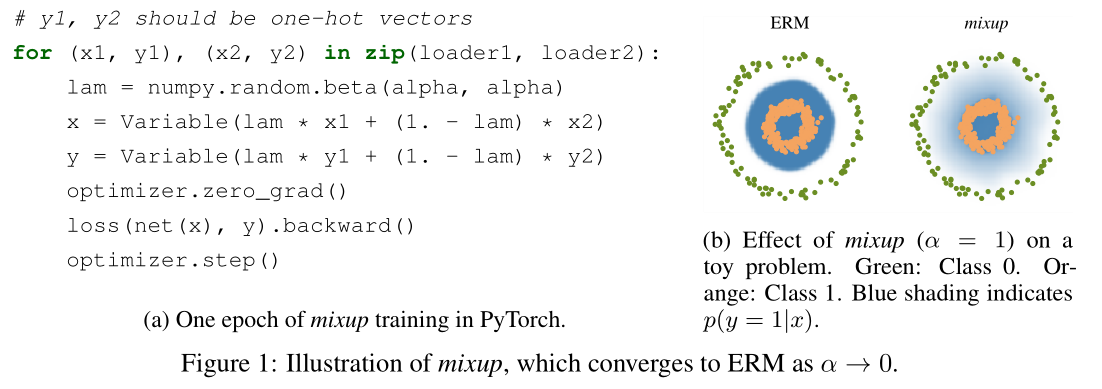 # y1, y2 should be one-hot vectors
for (x1, y1), (x2, y2) in zip(loader1, loader2):
    lam = numpy.random.beta(alpha, alpha)
    x = Variable(lam * x1 + (1. - lam) * x2)
    y = Variable(lam * y1 + (1. - lam) * y2)
    optimizer.zero_grad()
    loss(net(x), y).backward()
    optimizer.step()
(a) One epoch of mixup training in PyTorch.
ERM
mixup
(b) Effect of mixup (α = 1) on a
toy problem. Green: Class 0. Or-
ange: Class 1. Blue shading indicates
p(y = 1|x).
Figure 1: Illustration of mixup, which converges to ERM as α → 0.